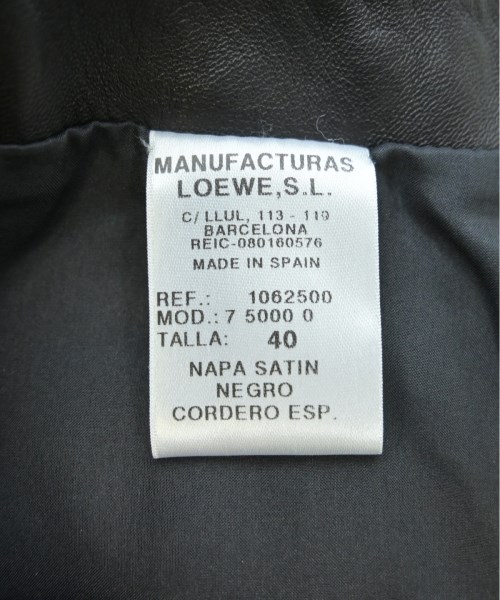 MANUFACTURAS
LOEWE,S.L.
C/ LLUL, 113 - 119
BARCELONA
REIC-080160576
MADE IN SPAIN
REF.: 1062500
MOD.: 7 5000 0
TALLA: 40
NAPA SATIN
NEGRO
CORDERO ESP.